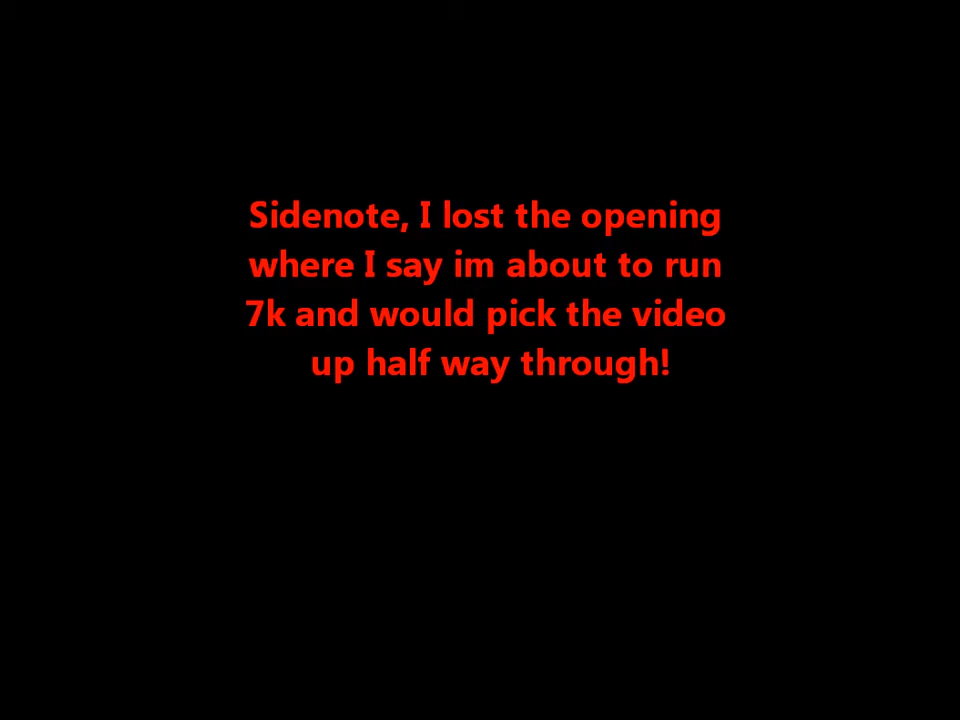 Sidenote, I lost the opening
where I say im about to run
7k and would pick the video
up half way through!